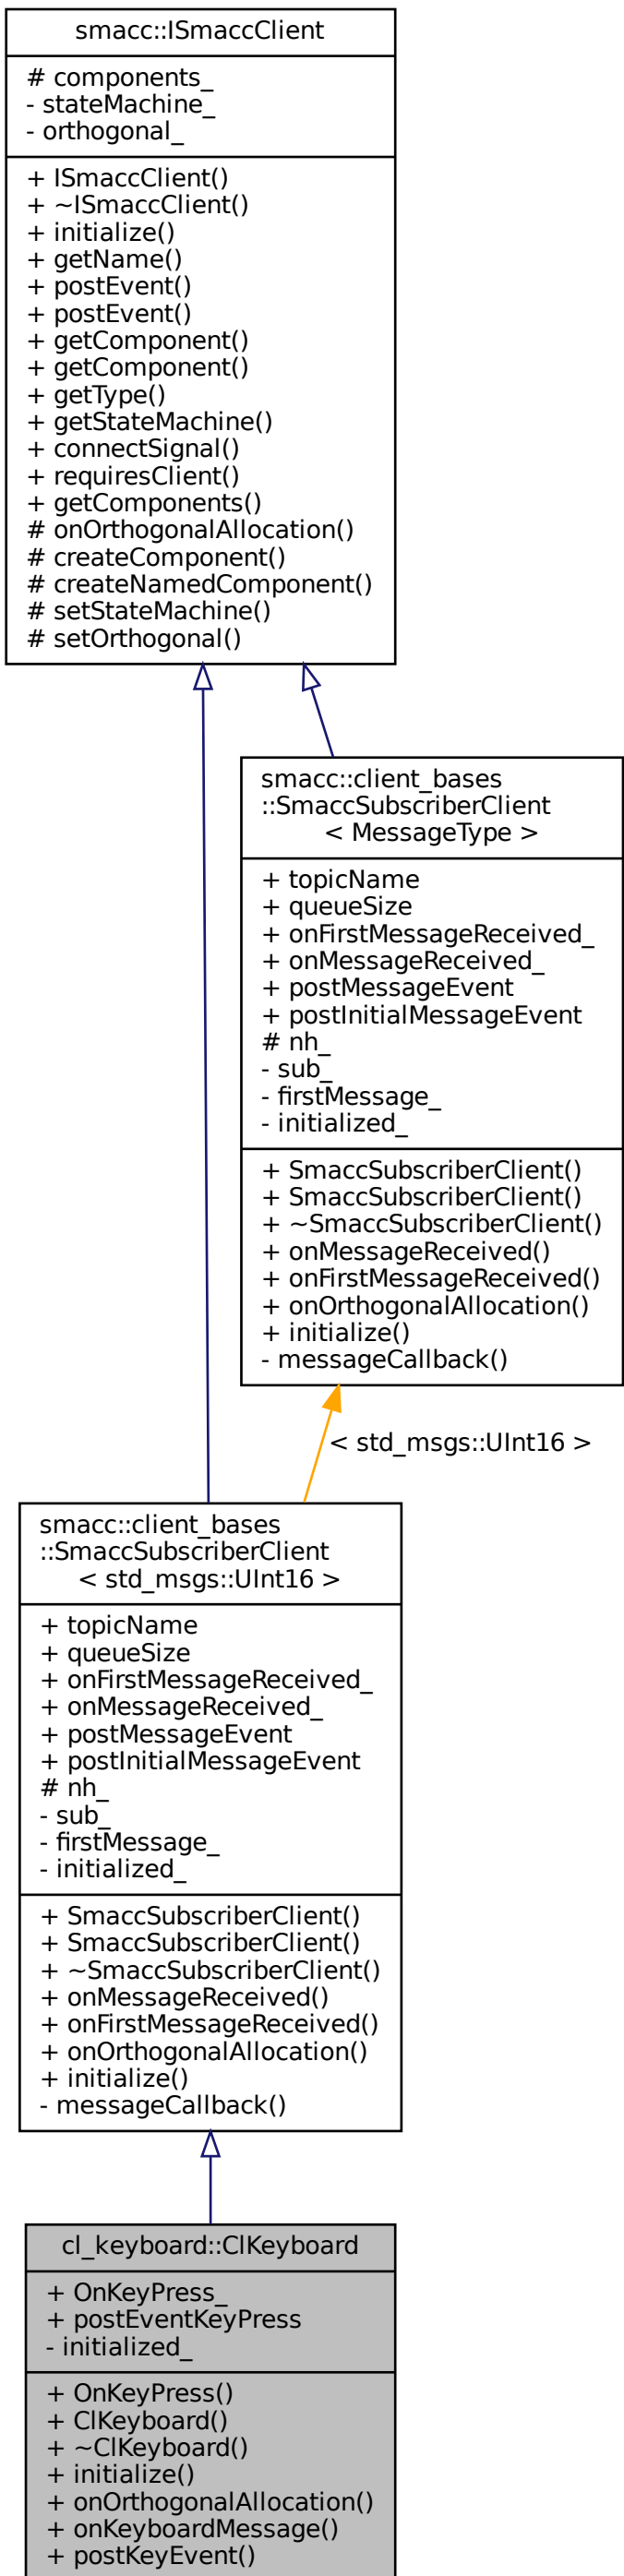 smacc::ISmaccClient
# components_
- stateMachine_
- orthogonal_
+ ISmaccClient()
+ ~ISmaccClient()
+ initialize()
+ getName()
+ postEvent()
+ postEvent()
+ getComponent()
+ getComponent()
+ getType()
+ getStateMachine()
+ connectSignal()
+ requiresClient()
+ getComponents()
# onOrthogonalAllocation()
# createComponent()
# createNamedComponent()
# setStateMachine()
# setOrthogonal()
smacc::client_bases
::SmaccSubscriberClient
< MessageType >
+ topicName
+ queueSize
+ onFirstMessageReceived_
+ onMessageReceived_
+ postMessageEvent
+ postInitialMessageEvent
# nh_
- sub_
- firstMessage_
- initialized_
+ SmaccSubscriberClient()
+ SmaccSubscriberClient()
+ ~SmaccSubscriberClient()
+ onMessageReceived()
+ onFirstMessageReceived()
+ onOrthogonalAllocation()
+ initialize()
- messageCallback()
< std_msgs::UInt16 >
smacc::client_bases
::SmaccSubscriberClient
< std_msgs::UInt16 >
+ topicName
+ queueSize
+ onFirstMessageReceived_
+ onMessageReceived_
+ postMessageEvent
+ postInitialMessageEvent
# nh_
- sub_
- firstMessage_
- initialized_
+ SmaccSubscriberClient()
+ SmaccSubscriberClient()
+ ~SmaccSubscriberClient()
+ onMessageReceived()
+ onFirstMessageReceived()
+ onOrthogonalAllocation()
+ initialize()
- messageCallback()
cl_keyboard::ClKeyboard
+ OnKeyPress_
+ postEventKeyPress
- initialized_
+ OnKeyPress()
+ ClKeyboard()
+ ~ClKeyboard()
+ initialize()
+ onOrthogonalAllocation()
+ onKeyboardMessage()
+ postKeyEvent()